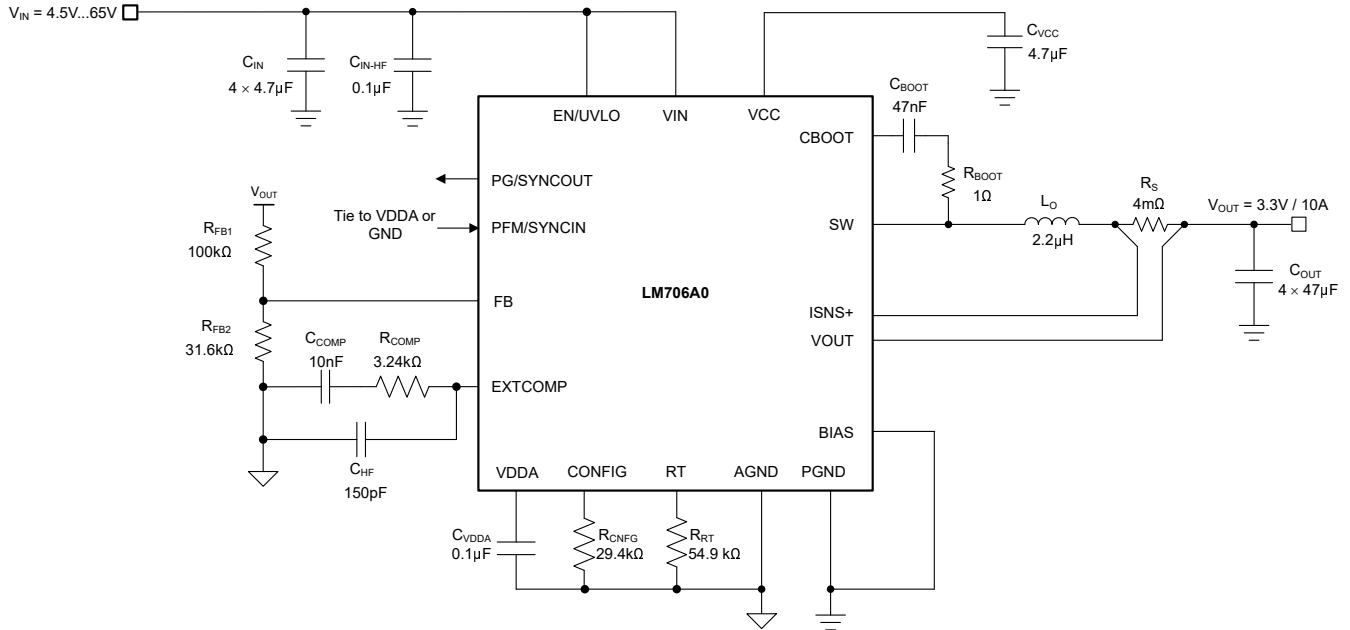 V_IN = 4.5V...65V
C_IN
4 × 4.7µF
C_IN-HF
0.1µF
C_VCC
4.7µF
C_BOOT
47nF
R_BOOT
1Ω
EN/UVLO
VIN
VCC
CBOOT
PG/SYNCOUT
Tie to VDDA or
GND
PFM/SYNCIN
V_OUT
R_FB1
100kΩ
FB
R_FB2
31.6kΩ
C_COMP
10nF
R_COMP
3.24kΩ
EXTCOMP
C_HF
150pF
LM706A0
SW
L_O
2.2µH
R_S
4mΩ
V_OUT = 3.3V / 10A
C_OUT
4 × 47µF
ISNS+
VOUT
BIAS
VDDA
CONFIG
RT
AGND
PGND
C_VDDA
0.1µF
R_CNFG
29.4kΩ
R_RT
54.9 kΩ